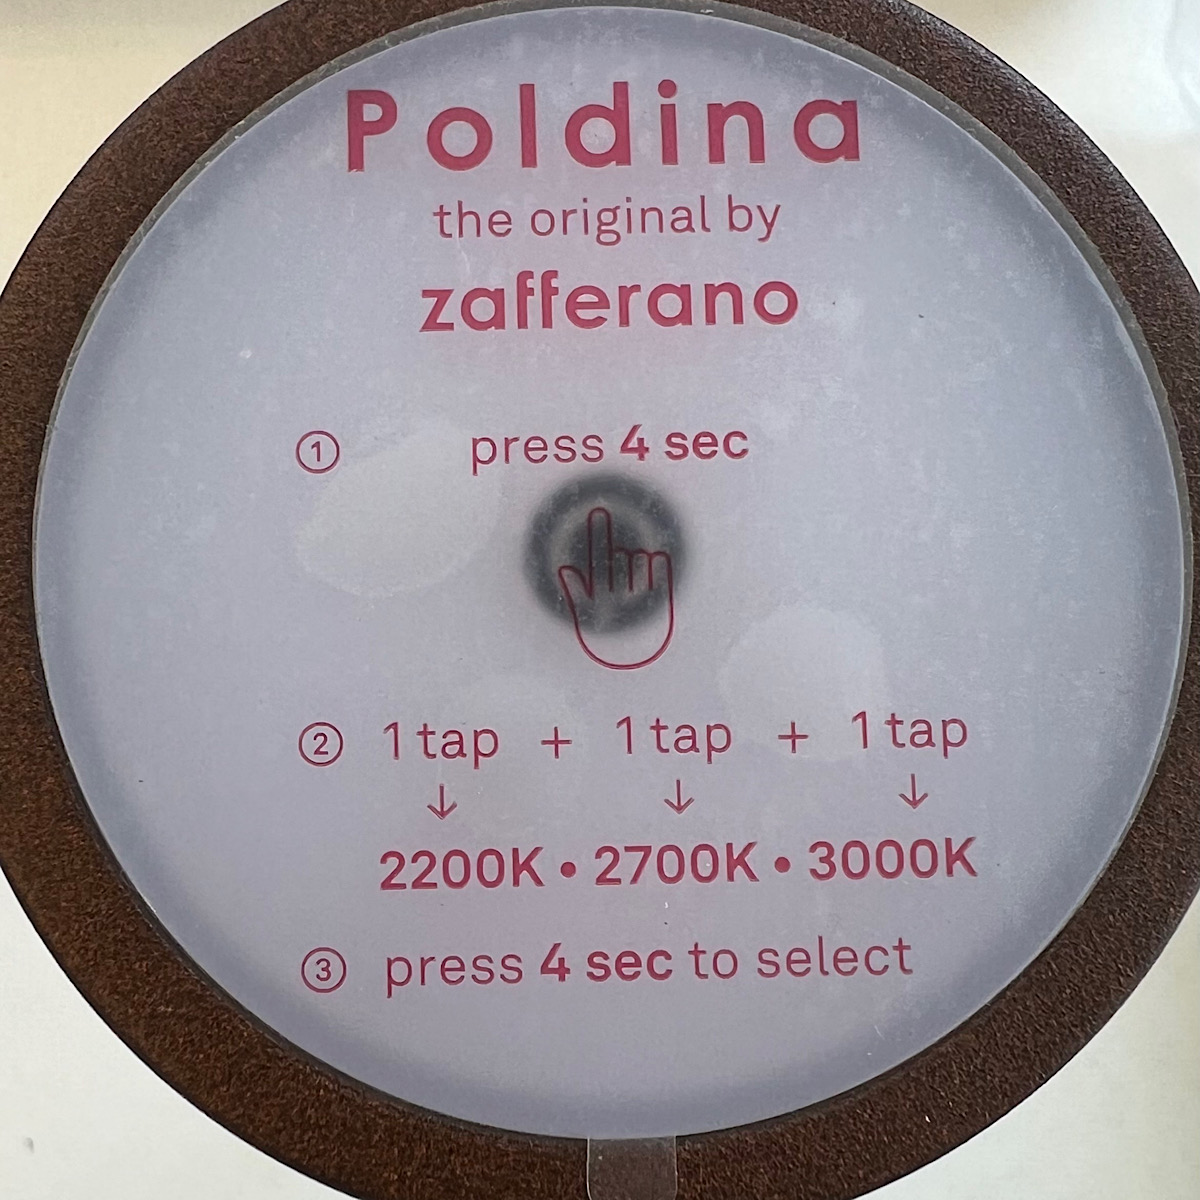 Poldina
the original by
zafferano
① press 4 sec
② 1 tap + 1 tap + 1 tap
↓ ↓ ↓
2200K • 2700K • 3000K
③ press 4 sec to select